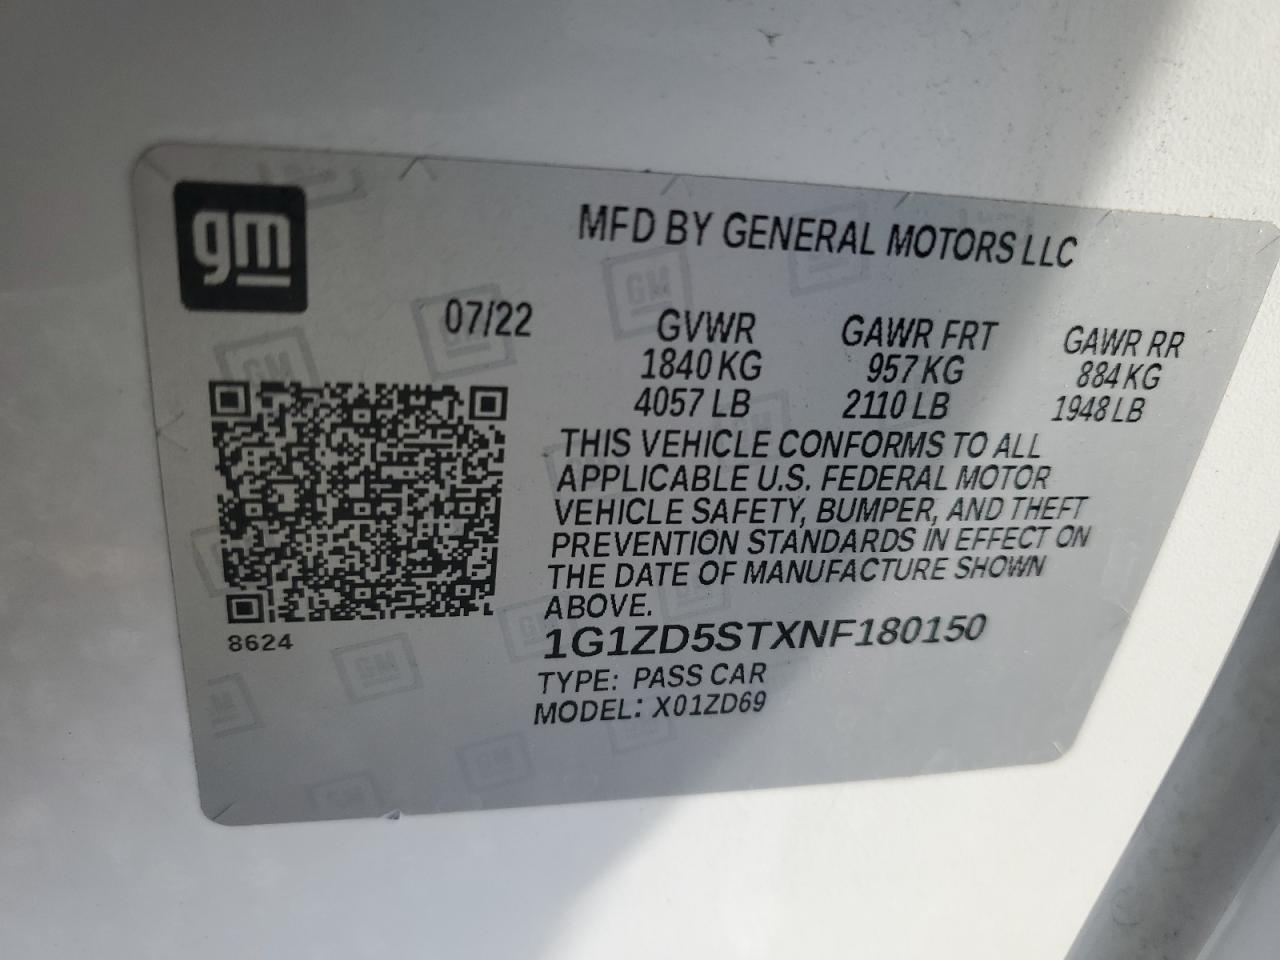 gm
MFD BY GENERAL MOTORS LLC
07/22
GVWR GAWR FRT GAWR RR
1840 KG 957 KG 884 KG
4057 LB 2110 LB 1948 LB
THIS VEHICLE CONFORMS TO ALL
APPLICABLE U.S. FEDERAL MOTOR
VEHICLE SAFETY, BUMPER, AND THEFT
PREVENTION STANDARDS IN EFFECT ON
THE DATE OF MANUFACTURE SHOWN
ABOVE.
8624
1G1ZD5STXNF180150
TYPE: PASS CAR
MODEL: X01ZD69